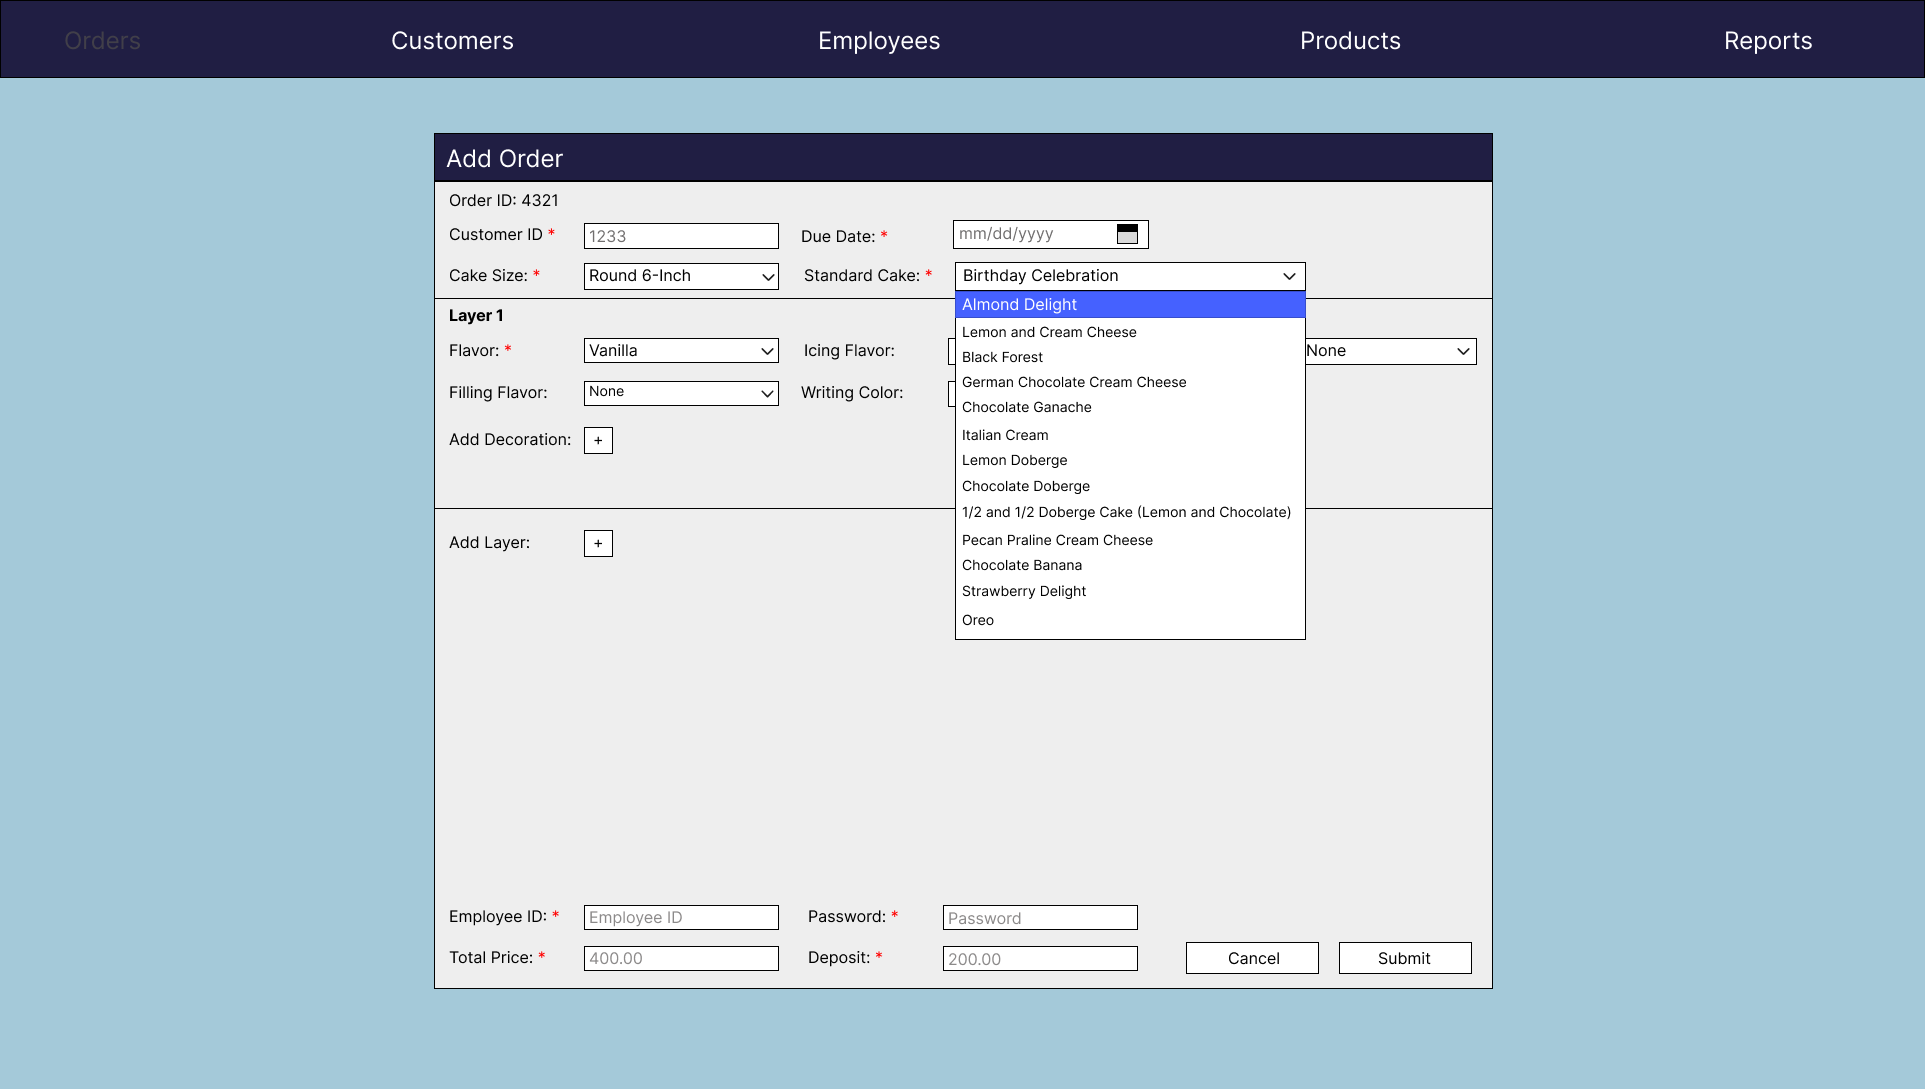 Orders Customers Employees Products Reports
Add Order
Order ID: 4321
Customer ID * 1233 Due Date: * mm/dd/yyyy
Cake Size: * Round 6-Inch Standard Cake: * Birthday Celebration
Almond Delight
Lemon and Cream Cheese
Black Forest
German Chocolate Cream Cheese
Chocolate Ganache
Italian Cream
Lemon Doberge
Chocolate Doberge
1/2 and 1/2 Doberge Cake (Lemon and Chocolate)
Pecan Praline Cream Cheese
Chocolate Banana
Strawberry Delight
Oreo
Layer 1
Flavor: * Vanilla Icing Flavor: None
Filling Flavor: None Writing Color:
Add Decoration: +
Add Layer: +
Employee ID: * Employee ID Password: * Password
Total Price: * 400.00 Deposit: * 200.00 Cancel Submit